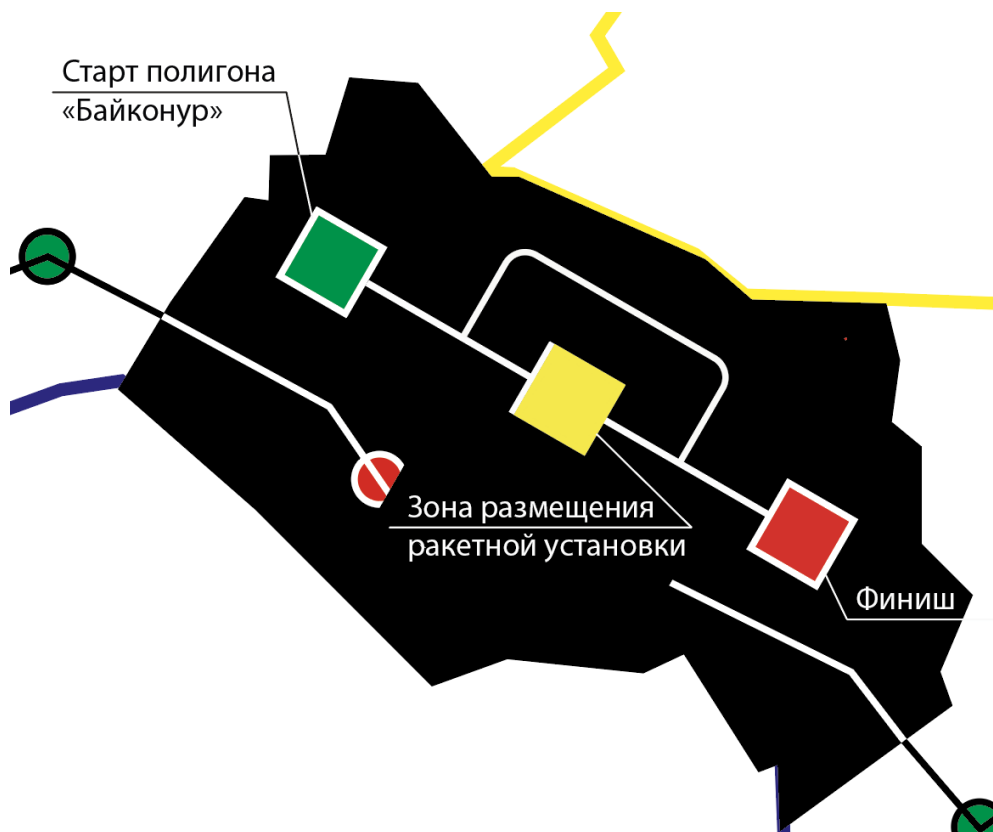 Старт полигона
«Байконур»
Зона размещения
ракетной установки
Финиш